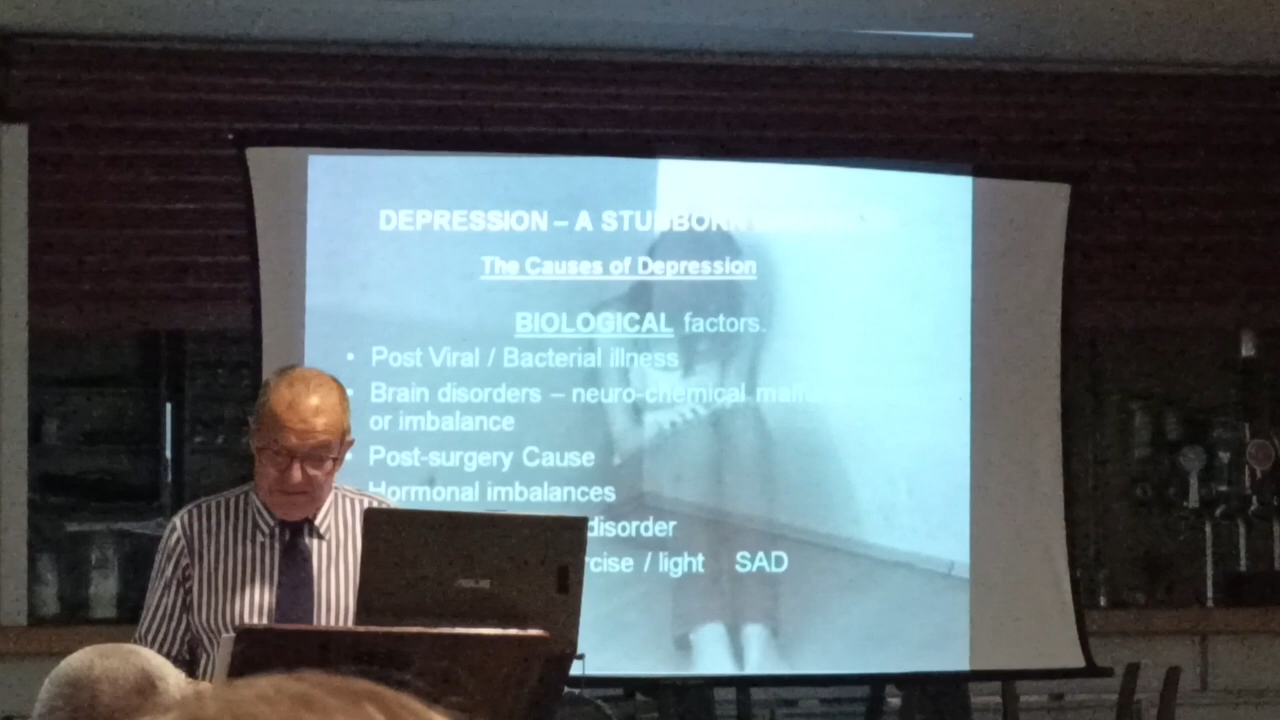 DEPRESSION – A STUBBORN
The Causes of Depression
BIOLOGICAL factors.
• Post Viral / Bacterial illness
• Brain disorders – neuro-chemical
or imbalance
• Post-surgery Cause
Hormonal imbalances
disorder
/ light SAD
ASUS